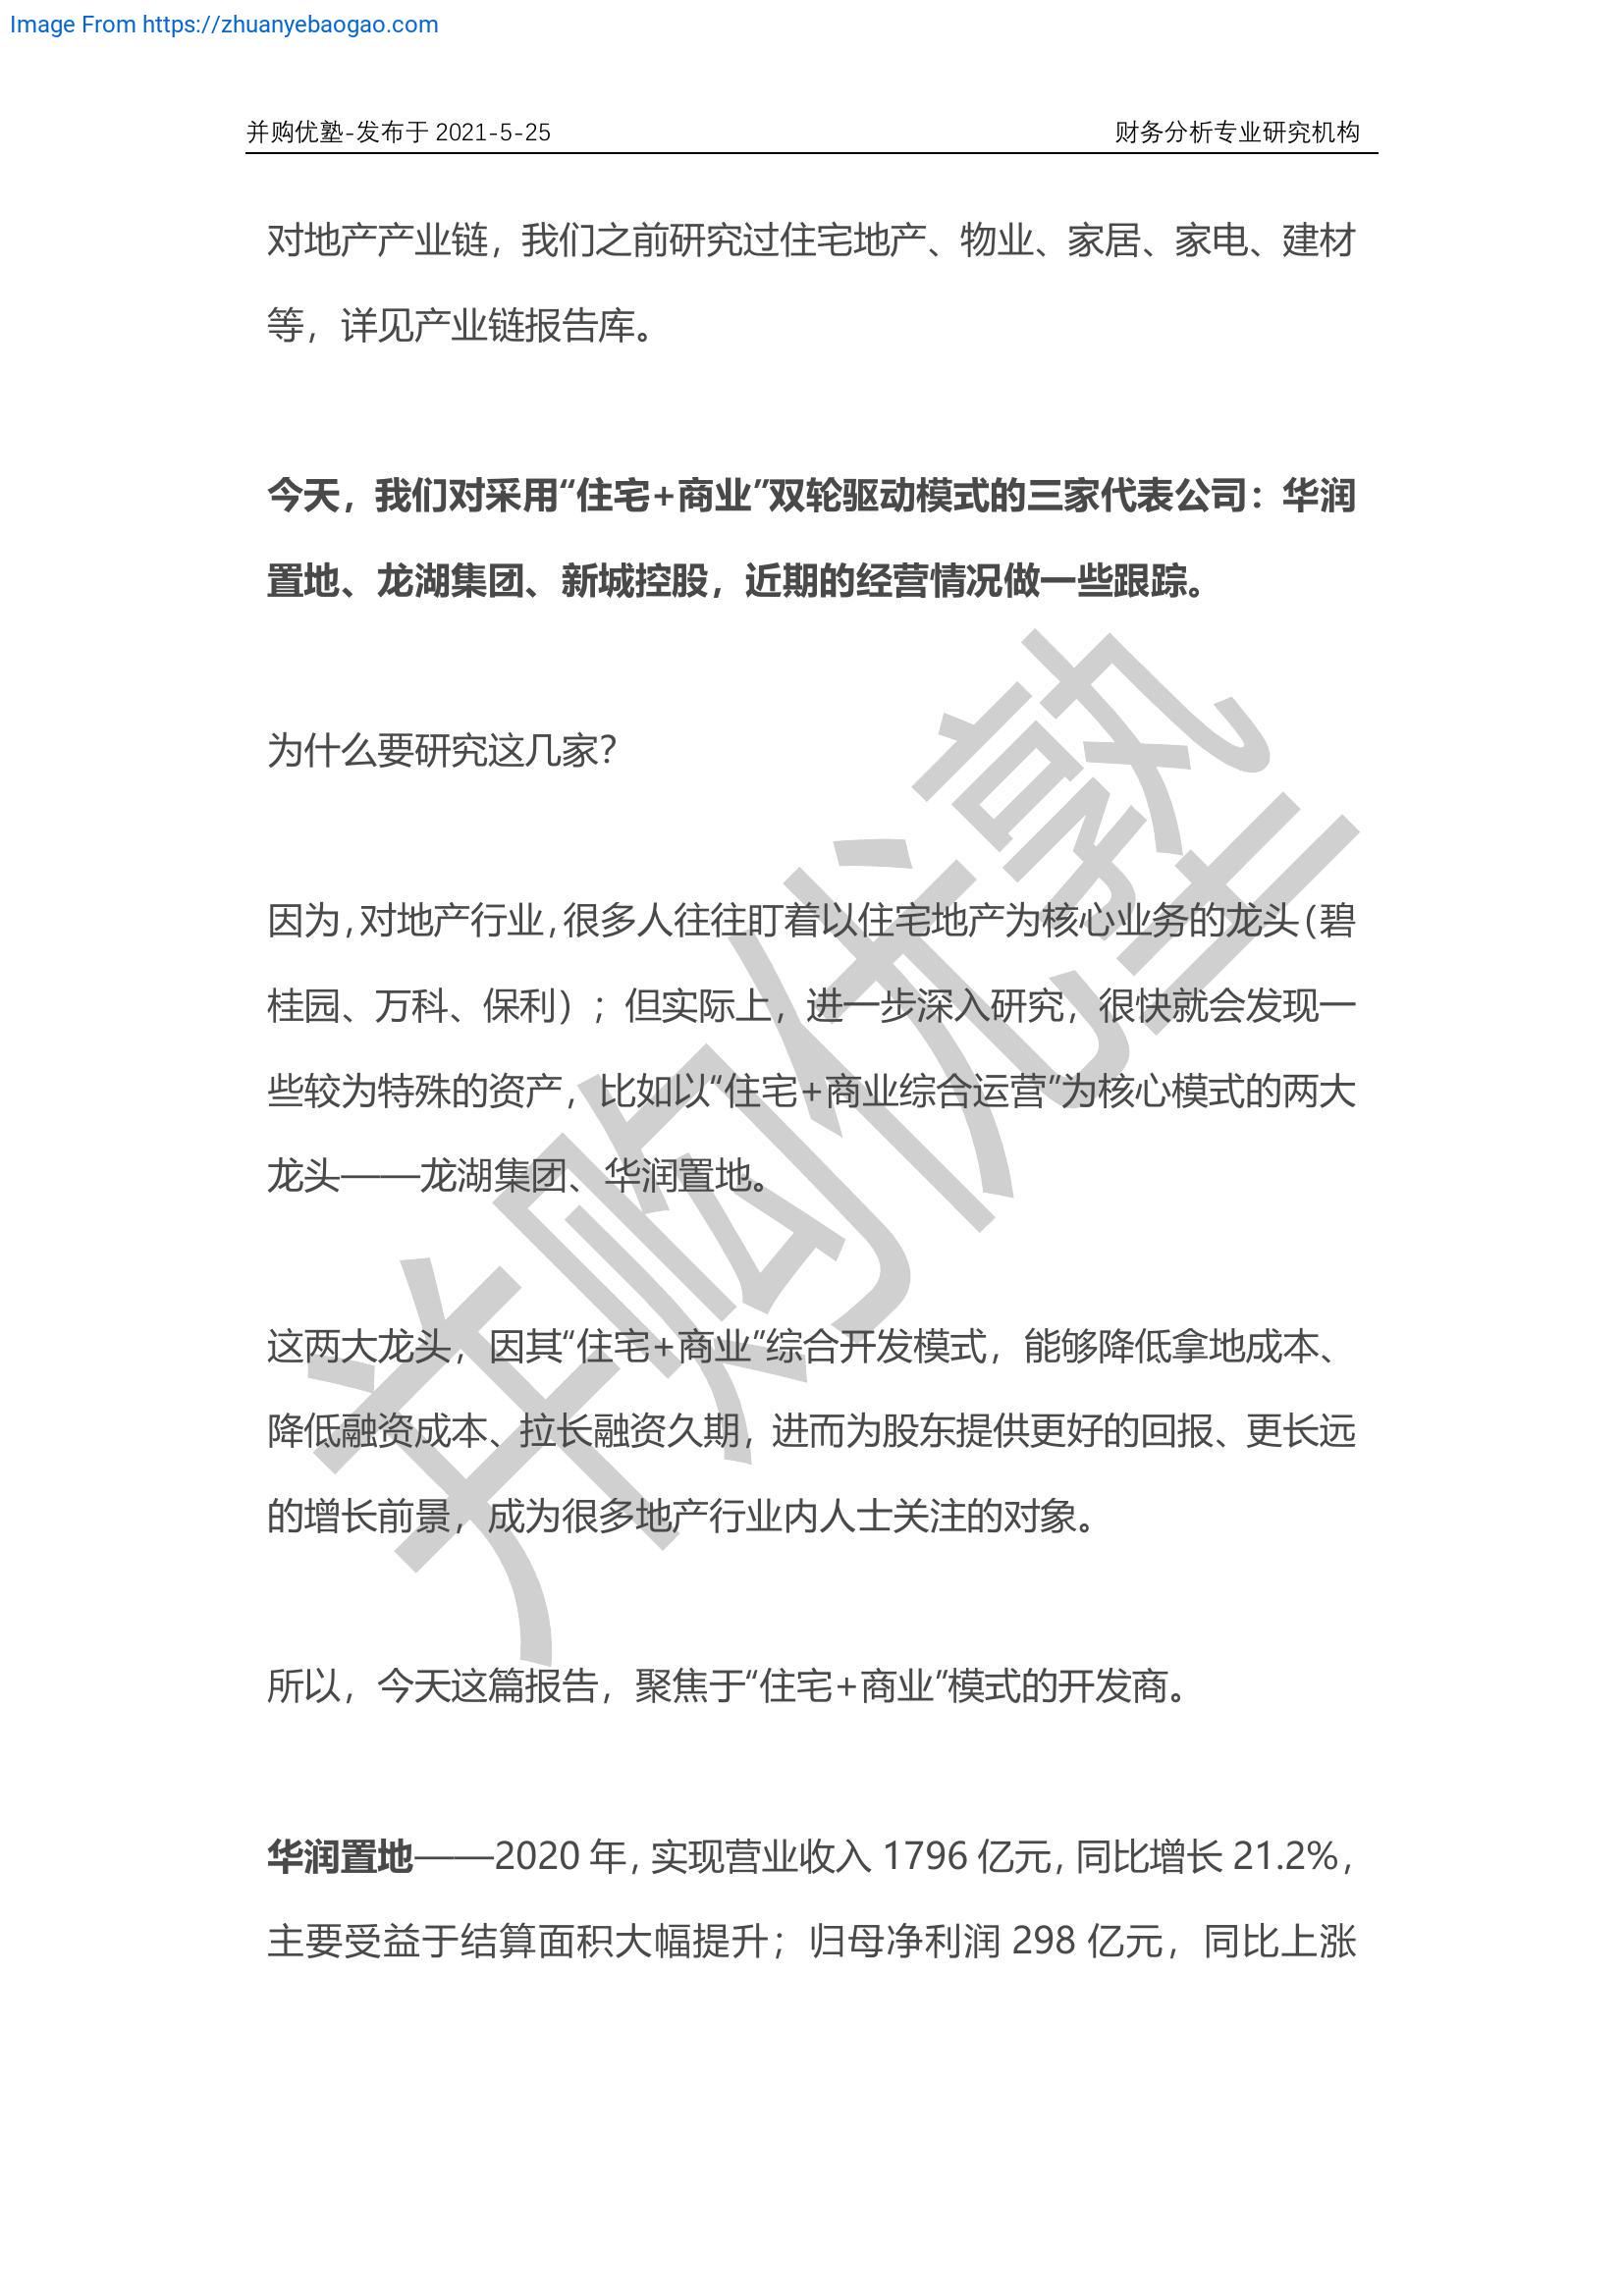 Image From https://zhuanyebaogao.com
并购优塾-发布于 2021-5-25 财务分析专业研究机构
对地产产业链，我们之前研究过住宅地产、物业、家居、家电、建材
等，详见产业链报告库。
今天，我们对采用“住宅+商业”双轮驱动模式的三家代表公司：华润
置地、龙湖集团、新城控股，近期的经营情况做一些跟踪。
为什么要研究这几家？
因为，对地产行业，很多人往往盯着以住宅地产为核心业务的龙头（碧
桂园、万科、保利）；但实际上，进一步深入研究，很快就会发现一
些较为特殊的资产，比如以“住宅+商业综合运营”为核心模式的两大
龙头——龙湖集团、华润置地。
这两大龙头，因其“住宅+商业”综合开发模式，能够降低拿地成本、
降低融资成本、拉长融资久期，进而为股东提供更好的回报、更长远
的增长前景，成为很多地产行业内人士关注的对象。
所以，今天这篇报告，聚焦于“住宅+商业”模式的开发商。
华润置地——2020 年，实现营业收入 1796 亿元，同比增长 21.2%，
主要受益于结算面积大幅提升；归母净利润 298 亿元，同比上涨
并购优塾